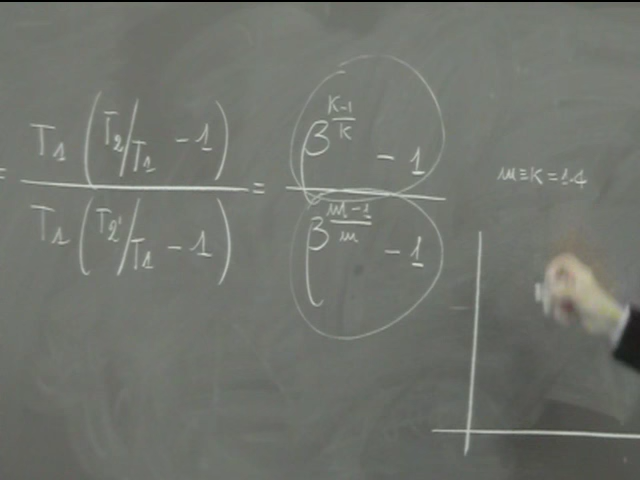 = T₁ (T₂/T₁ - 1) / T₁ (T₂'/T₁ - 1) = β^((K-1)/K) - 1 / β^((m-1)/m) - 1
m ≡ K = 1.4